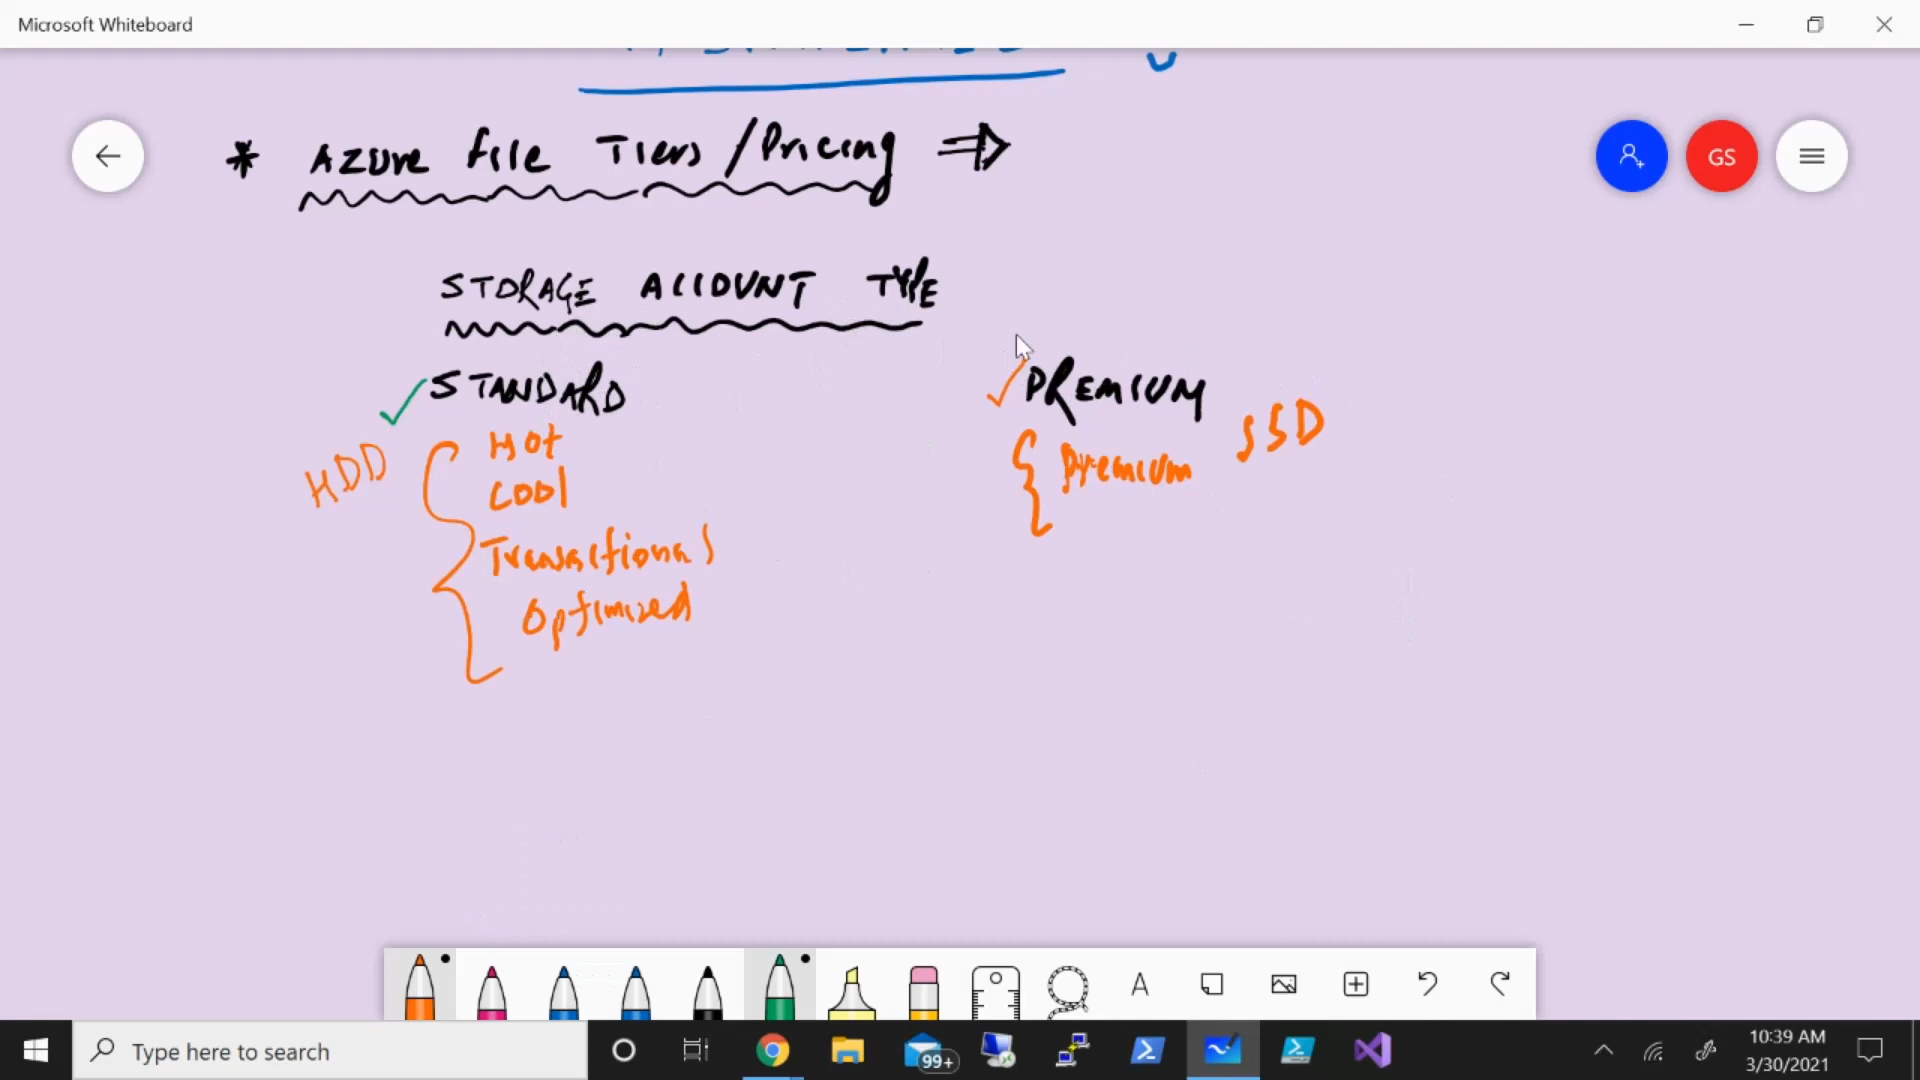 Microsoft Whiteboard
* Azure file Tiers / Pricing ⇒
GS
STORAGE ACCOUNT TYPE
✓ STANDARD
✓ PREMIUM
HDD
Hot
Cool
Transactional
Optimized
Premium
SSD
A
Type here to search
99+
10:39 AM
3/30/2021